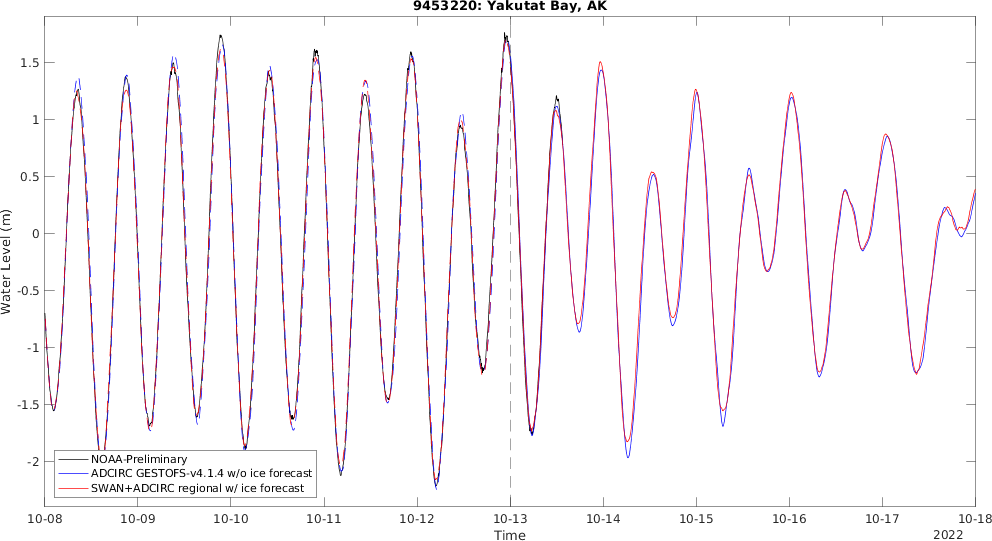 9453220: Yakutat Bay, AK
Water Level (m)
1.5
1
0.5
0
-0.5
-1
-1.5
-2
NOAA-Preliminary
ADCIRC GESTOFS-v4.1.4 w/o ice forecast
SWAN+ADCIRC regional w/ ice forecast
10-08 10-09 10-10 10-11 10-12 10-13 10-14 10-15 10-16 10-17 10-18
Time
2022